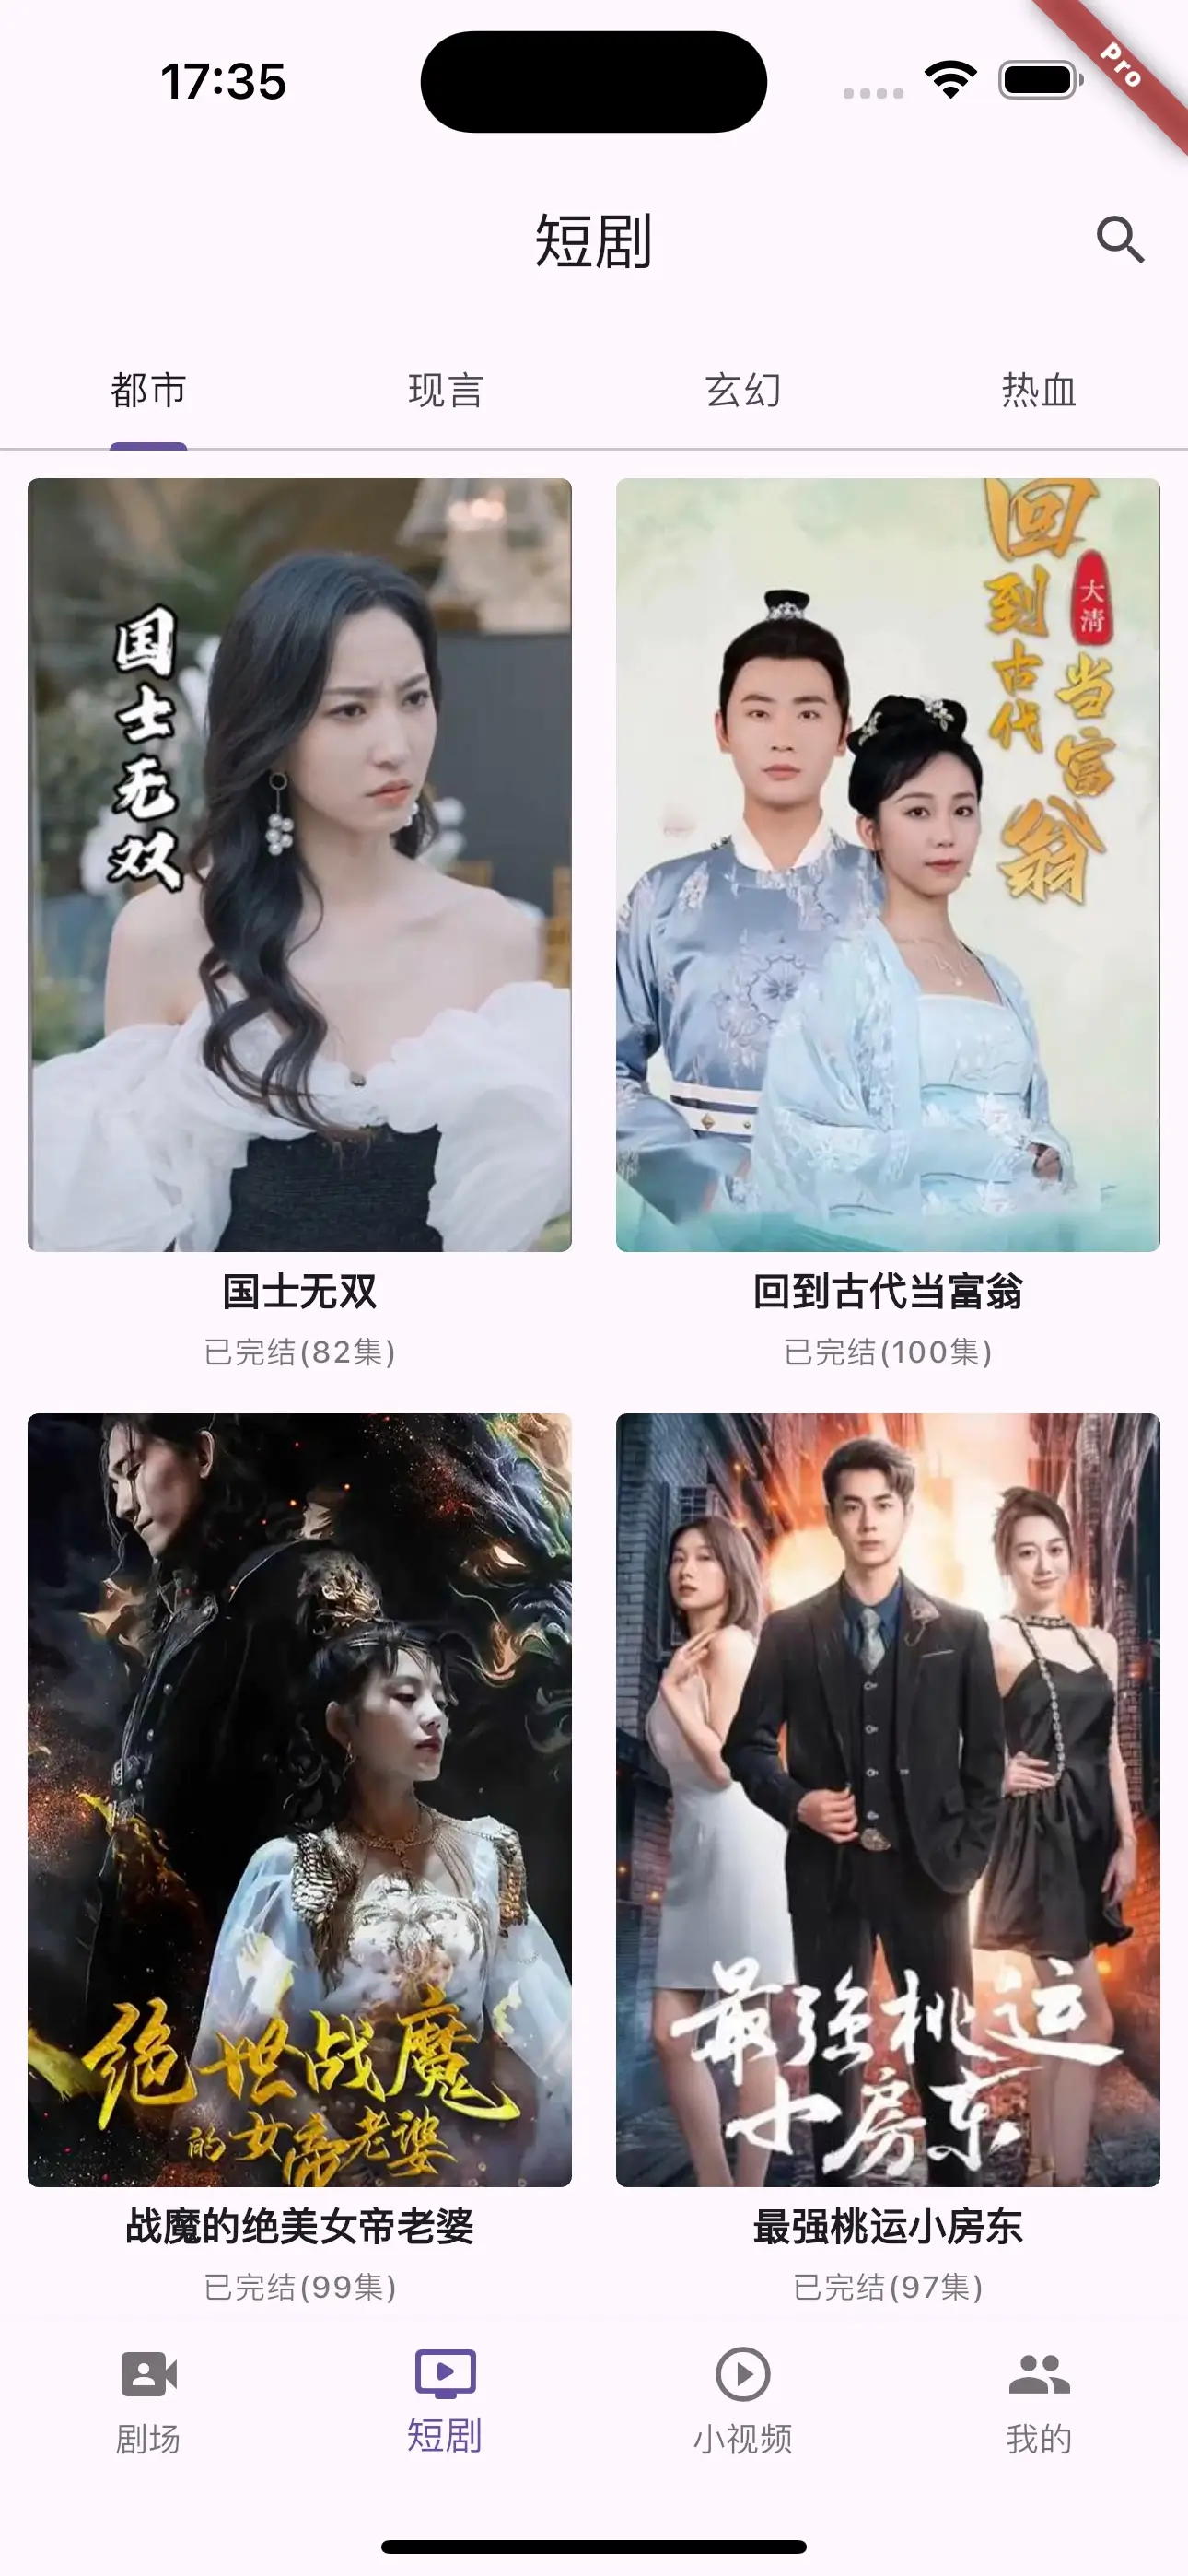 17:35
Pro
短剧
都市
现言
玄幻
热血
国士无双
回到古代
大清
当富翁
国士无双
回到古代当富翁
已完结(82集)
已完结(100集)
绝世战魔
的女帝老婆
最强桃运
小房东
战魔的绝美女帝老婆
最强桃运小房东
已完结(99集)
已完结(97集)
剧场
短剧
小视频
我的